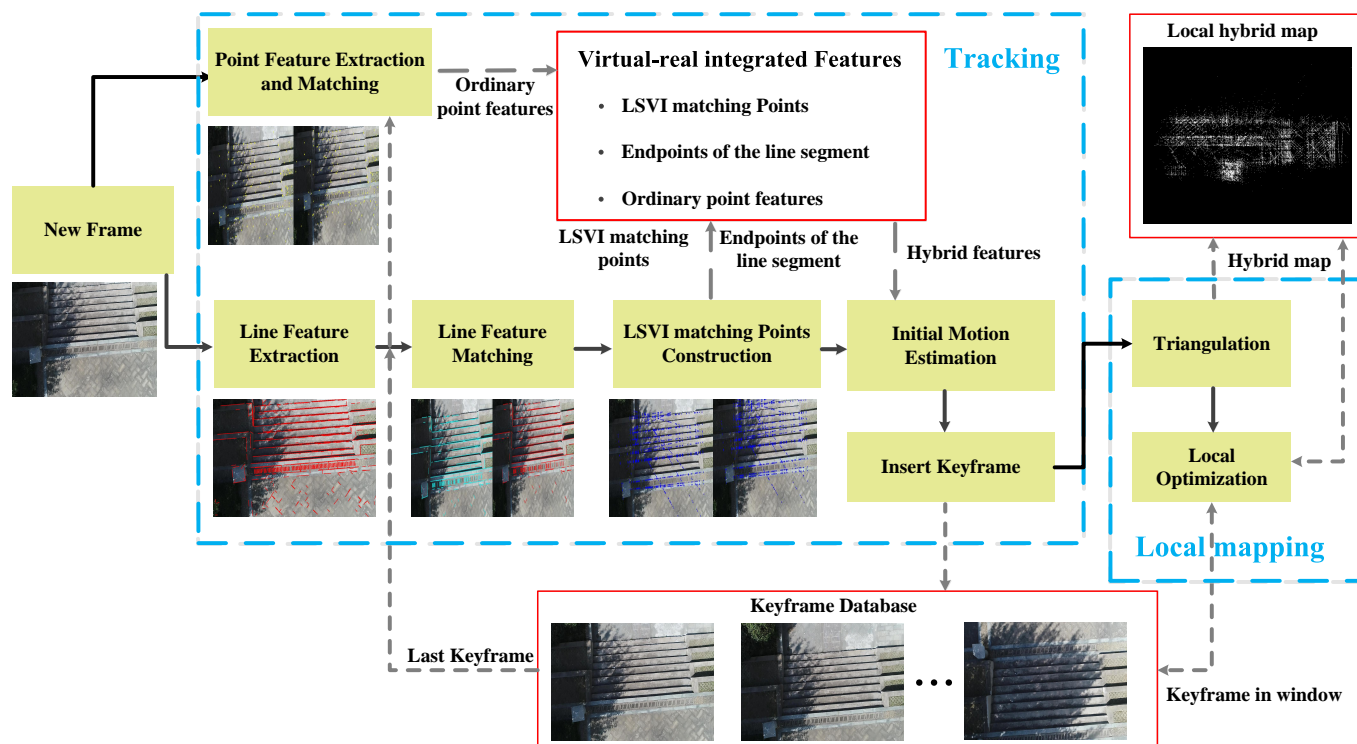 Tracking
Point Feature Extraction
and Matching
Ordinary
point features
Virtual-real integrated Features
• LSVI matching Points
• Endpoints of the line segment
• Ordinary point features
Local hybrid map
New Frame
LSVI matching
points
Endpoints of the
line segment
Hybrid features
Hybrid map
Line Feature
Extraction
Line Feature
Matching
LSVI matching Points
Construction
Initial Motion
Estimation
Triangulation
Insert Keyframe
Local
Optimization
Local mapping
Keyframe Database
Last Keyframe
• • •
Keyframe in window